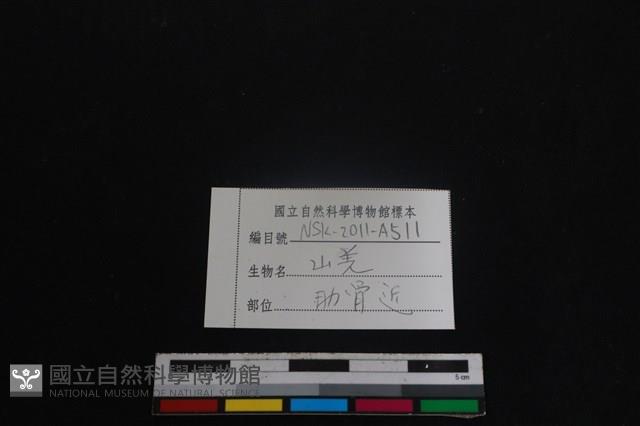 國立自然科學博物館標本
編目號 NSK-2011-A511
生物名 山羌
部位 肋骨近
5 cm
國立自然科學博物館
NATIONAL MUSEUM OF NATURAL SCIENCE